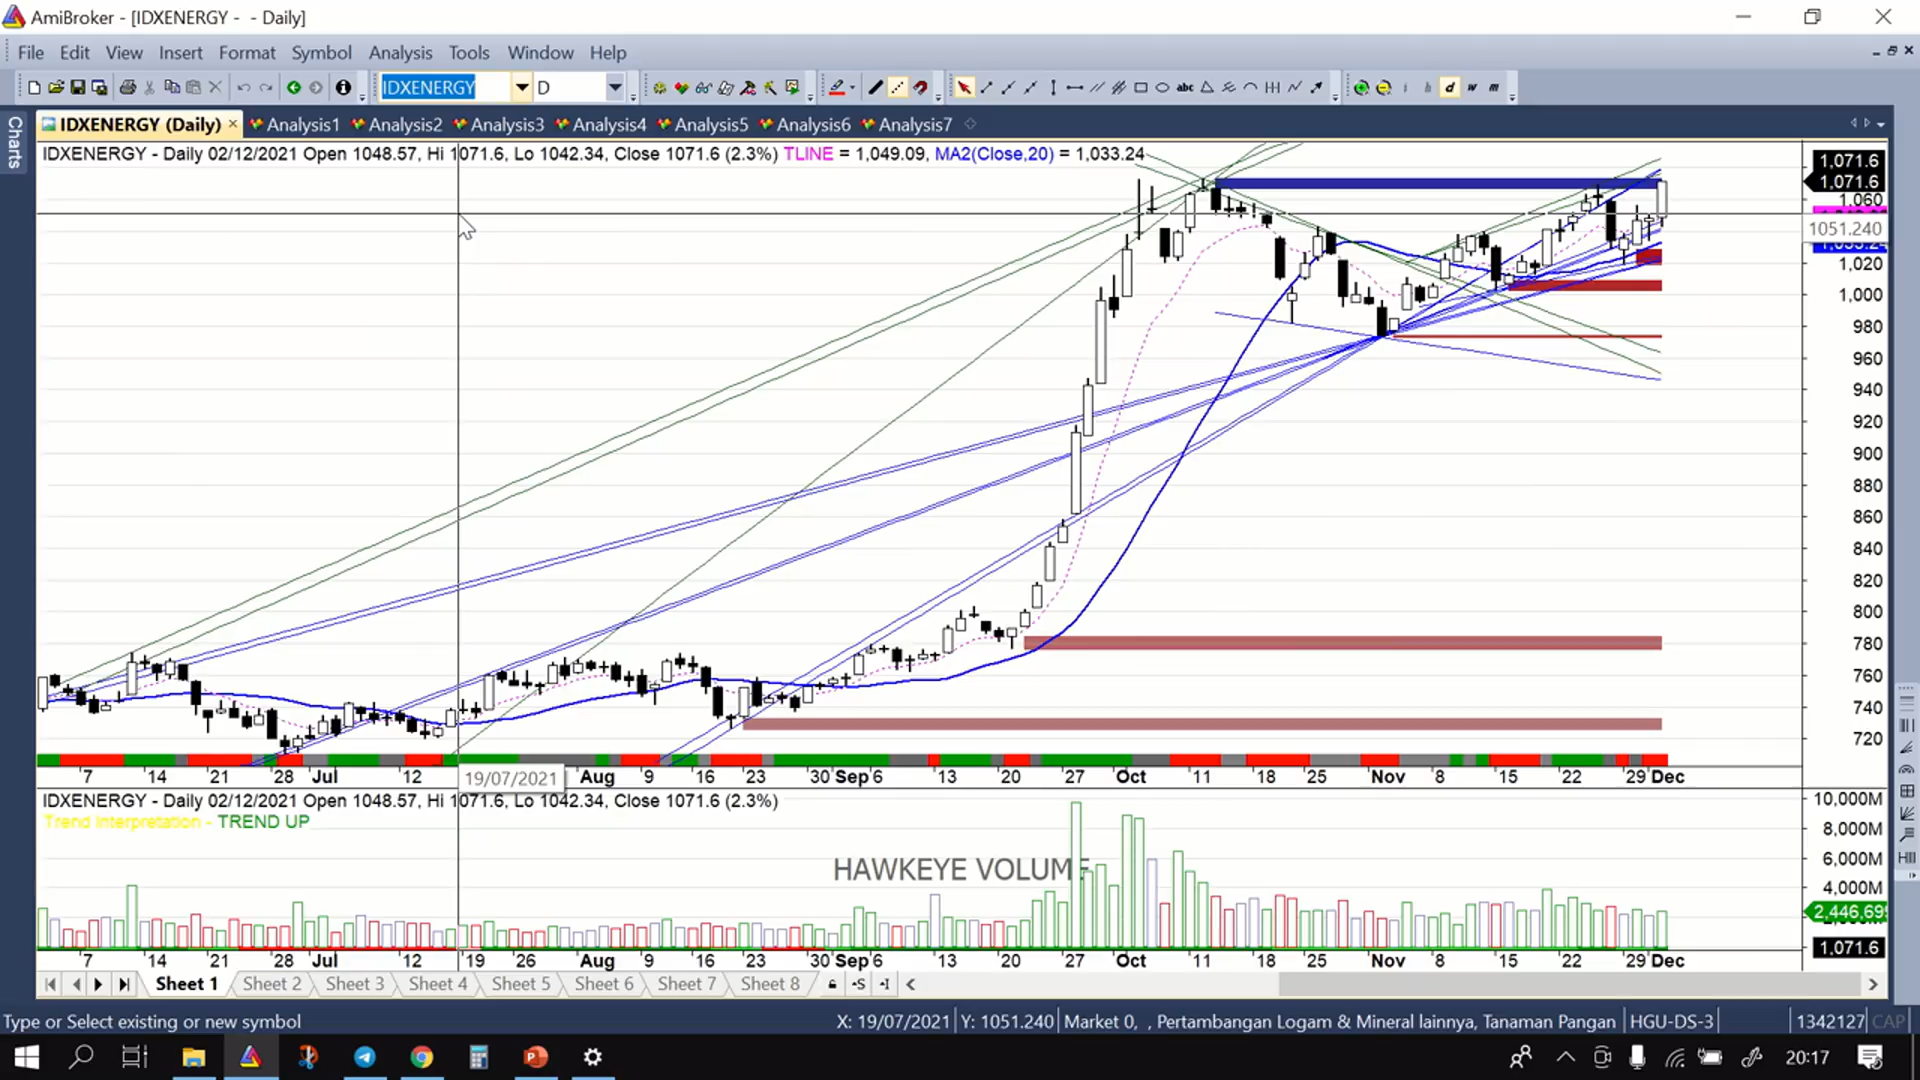 AmiBroker - [IDXENERGY - - Daily]
File Edit View Insert Format Symbol Analysis Tools Window Help
IDXENERGY D abc d w m
IDXENERGY (Daily) × Analysis1 Analysis2 Analysis3 Analysis4 Analysis5 Analysis6 Analysis7
Charts
IDXENERGY - Daily 02/12/2021 Open 1048.57, Hi 1071.6, Lo 1042.34, Close 1071.6 (2.3%) TLINE = 1,049.09, MA2(Close,20) = 1,033.24
1,071.6
1,071.6
1,060
1051.240
1,020
1,000
980
960
940
920
900
880
860
840
820
800
780
760
740
720
7 14 21 28 Jul 12 19/07/2021 Aug 9 16 23 30 Sep 6 13 20 27 Oct 11 18 25 Nov 8 15 22 29 Dec
IDXENERGY - Daily 02/12/2021 Open 1048.57, Hi 1071.6, Lo 1042.34, Close 1071.6 (2.3%)
Trend Interpretation - TREND UP
HAWKEYE VOLUME
10,000M
8,000M
6,000M
4,000M
1,071.6
7 14 21 28 Jul 12 19 26 Aug 9 16 23 30 Sep 6 13 20 27 Oct 11 18 25 Nov 8 15 22 29 Dec
Sheet 1 Sheet 2 Sheet 3 Sheet 4 Sheet 5 Sheet 6 Sheet 7 Sheet 8
Type or Select existing or new symbol X: 19/07/2021 Y: 1051.240 Market 0, , Pertambangan Logam & Mineral lainnya, Tanaman Pangan HGU-DS-3 1342127 CAP
20:17